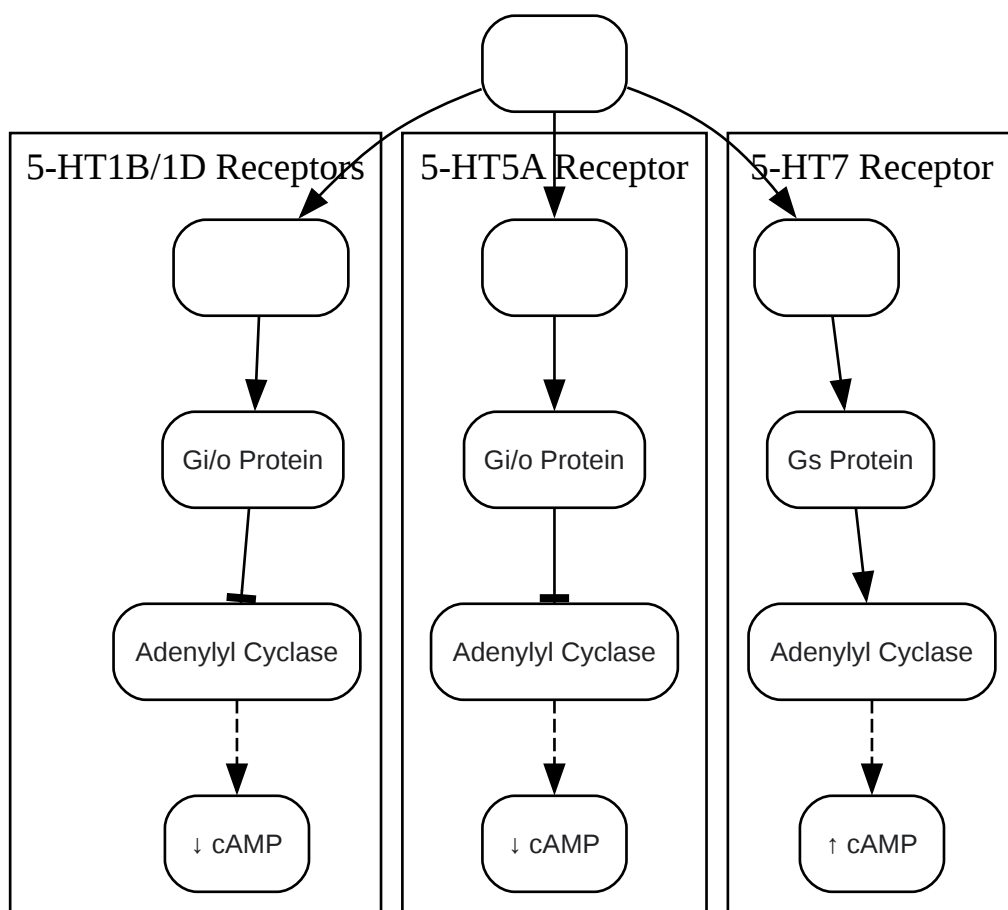 5-HT1B/1D Receptors
5-HT5A Receptor
5-HT7 Receptor
Gi/o Protein
Gi/o Protein
Gs Protein
Adenylyl Cyclase
Adenylyl Cyclase
Adenylyl Cyclase
↓ cAMP
↓ cAMP
↑ cAMP